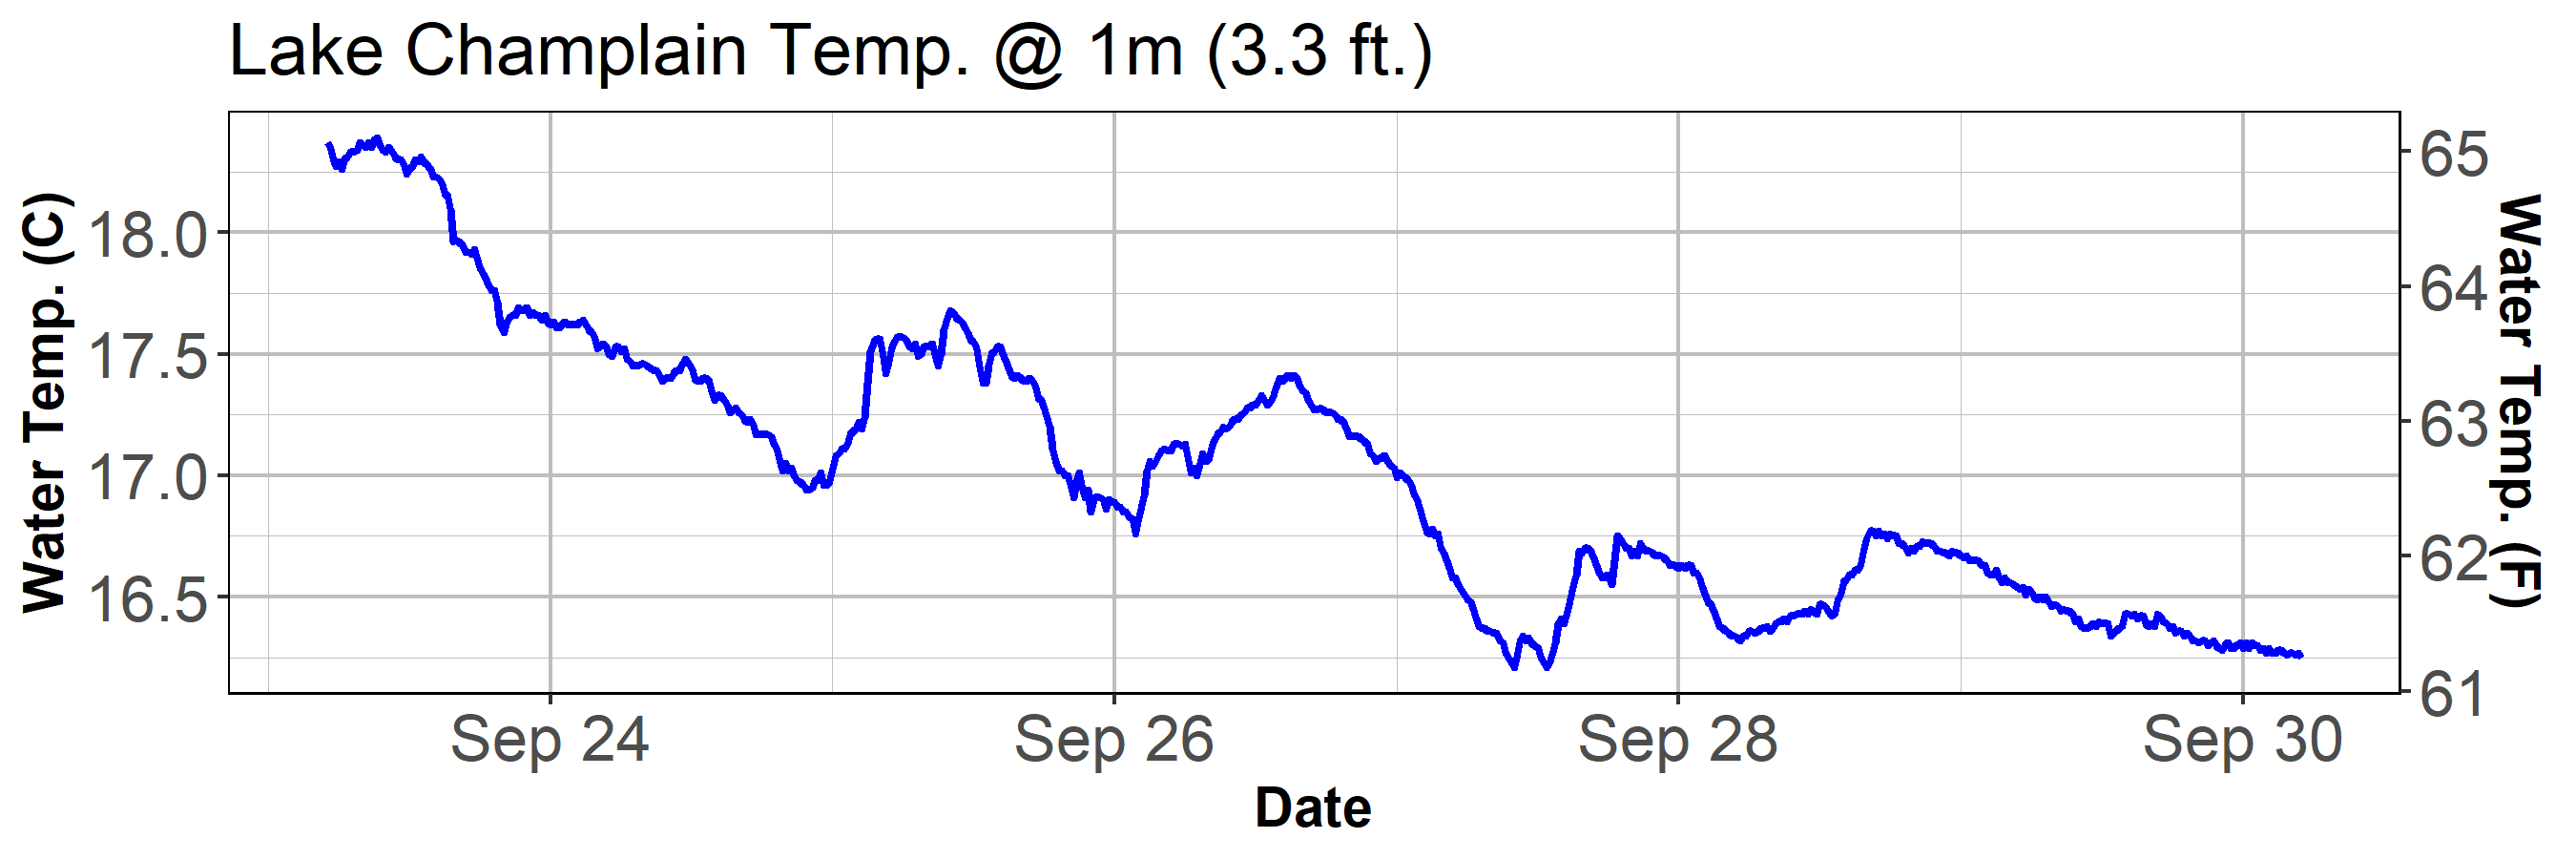 Lake Champlain Temp. @ 1m (3.3 ft.)
Water Temp. (C)
18.0
17.5
17.0
16.5
65
64
63
62
61
Water Temp. (F)
Sep 24
Sep 26
Sep 28
Sep 30
Date